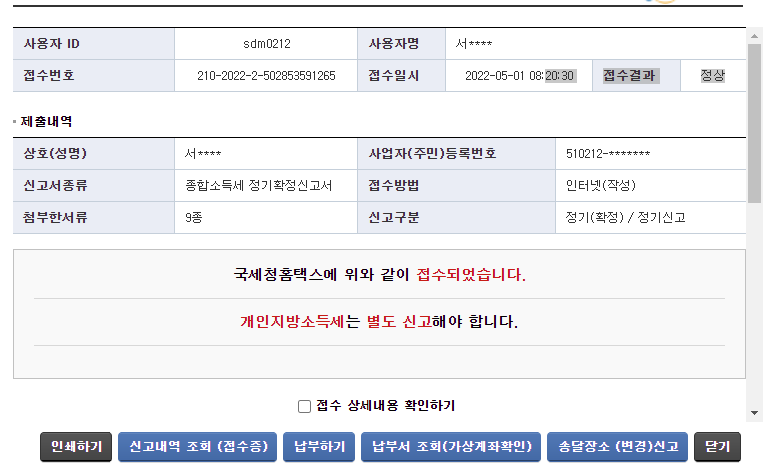 사용자 ID sdm0212 사용자명 서****
접수번호 210-2022-2-502853591265 접수일시 2022-05-01 08:20:30 접수결과 정상
제출내역
상호(성명) 서**** 사업자(주민)등록번호 510212-*******
신고서종류 종합소득세 정기확정신고서 접수방법 인터넷(작성)
첨부한서류 9종 신고구분 정기(확정) / 정기신고
국세청홈택스에 위와 같이 접수되었습니다.
개인지방소득세는 별도 신고해야 합니다.
접수 상세내용 확인하기
인쇄하기 신고내역 조회 (접수증) 납부하기 납부서 조회(가상계좌확인) 송달장소 (변경)신고 닫기